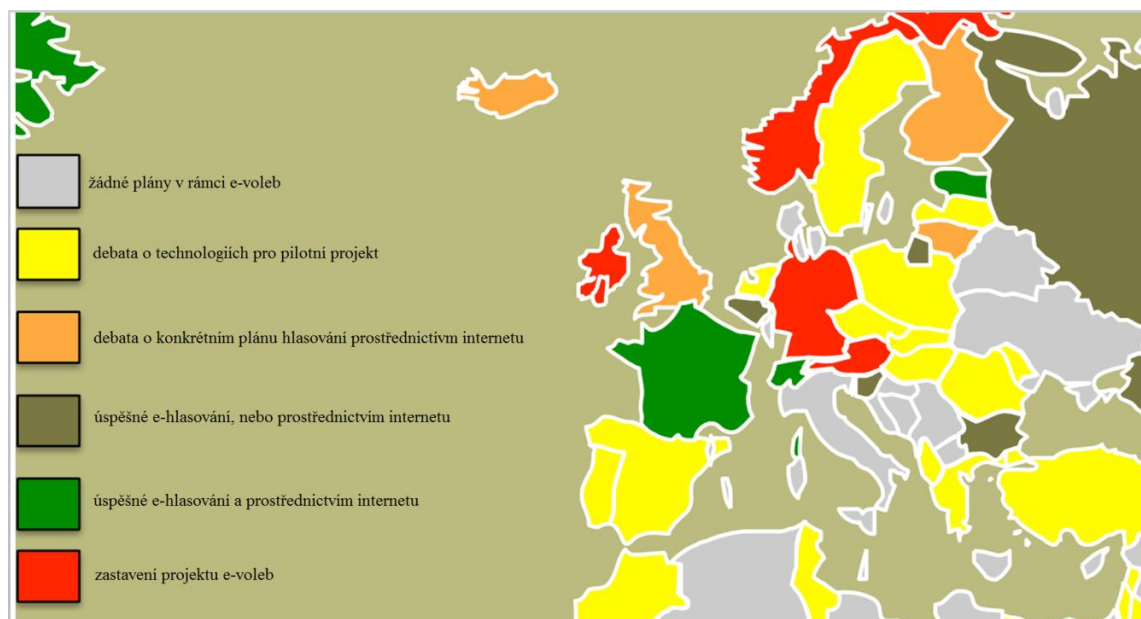 žádné plány v rámci e-voleb
debata o technologiích pro pilotní projekt
debata o konkrétním plánu hlasování prostřednictívm internetu
úspěšné e-hlasování, nebo prostřednictvím internetu
úspěšné e-hlasování a prostřednictvím internetu
zastavení projektu e-voleb